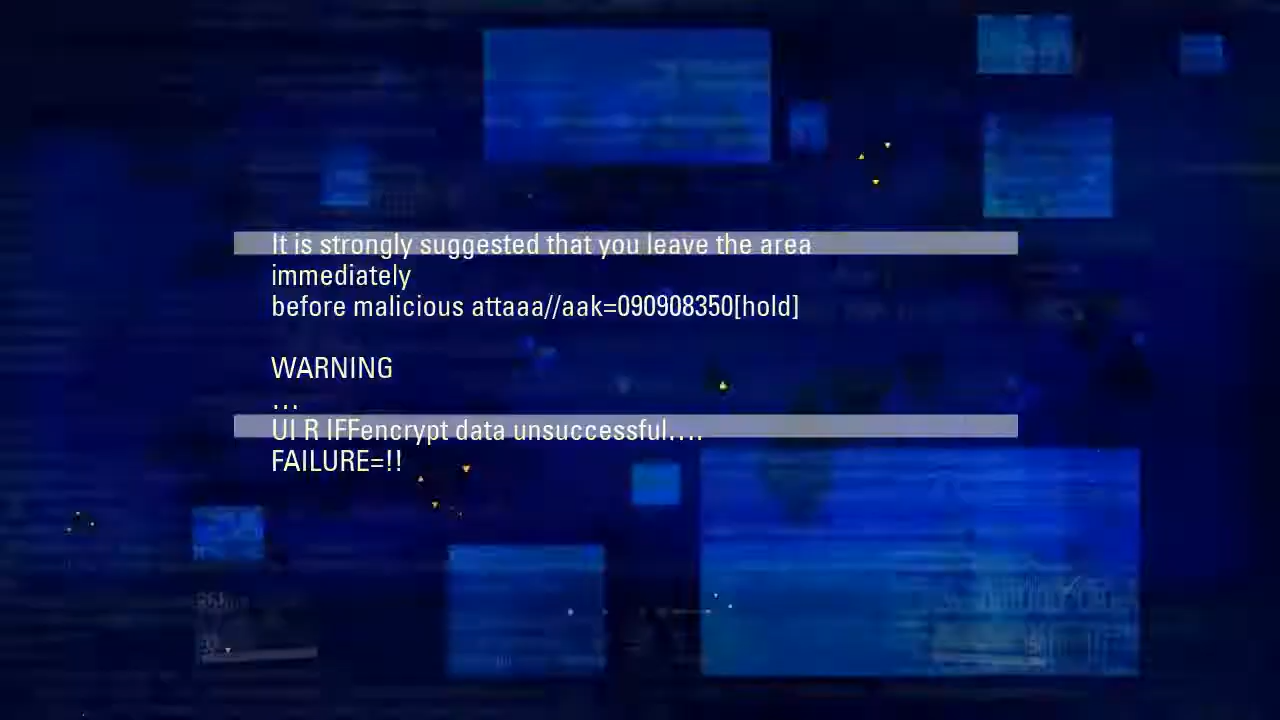 It is strongly suggested that you leave the area
immediately
before malicious attaaa//aak=090908350[hold]
WARNING
...
UI R IFFencrypt data unsuccessful....
FAILURE=!!